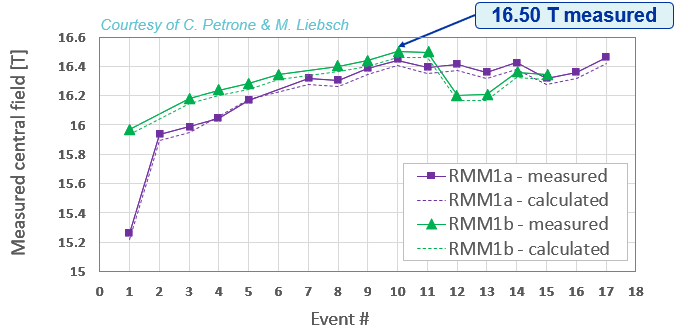 Courtesy of C. Petrone & M. Liebsch
16.50 T measured
Measured central field [T]
16.6
16.4
16.2
16
15.8
15.6
15.4
15.2
15
RMM1a - measured
RMM1a - calculated
RMM1b - measured
RMM1b - calculated
0 1 2 3 4 5 6 7 8 9 10 11 12 13 14 15 16 17 18
Event #